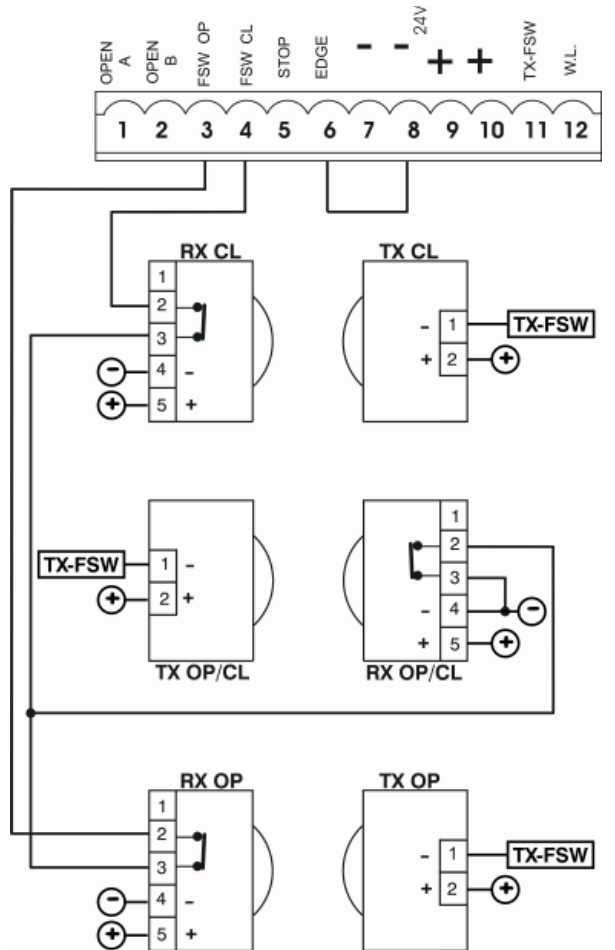 OPEN A
OPEN B
FSW OP
FSW CL
STOP
EDGE
-
-
24V
+
+
TX-FSW
W.L.
1 2 3 4 5 6 7 8 9 10 11 12
RX CL
1
2
3
4 -
5 +
-
+
TX CL
- 1 TX-FSW
+ 2 +
TX-FSW 1 -
+ 2 +
TX OP/CL
1
2
3
- 4 -
+ 5 +
RX OP/CL
RX OP
1
2
3
- 4 -
+ 5 +
TX OP
- 1 TX-FSW
+ 2 +